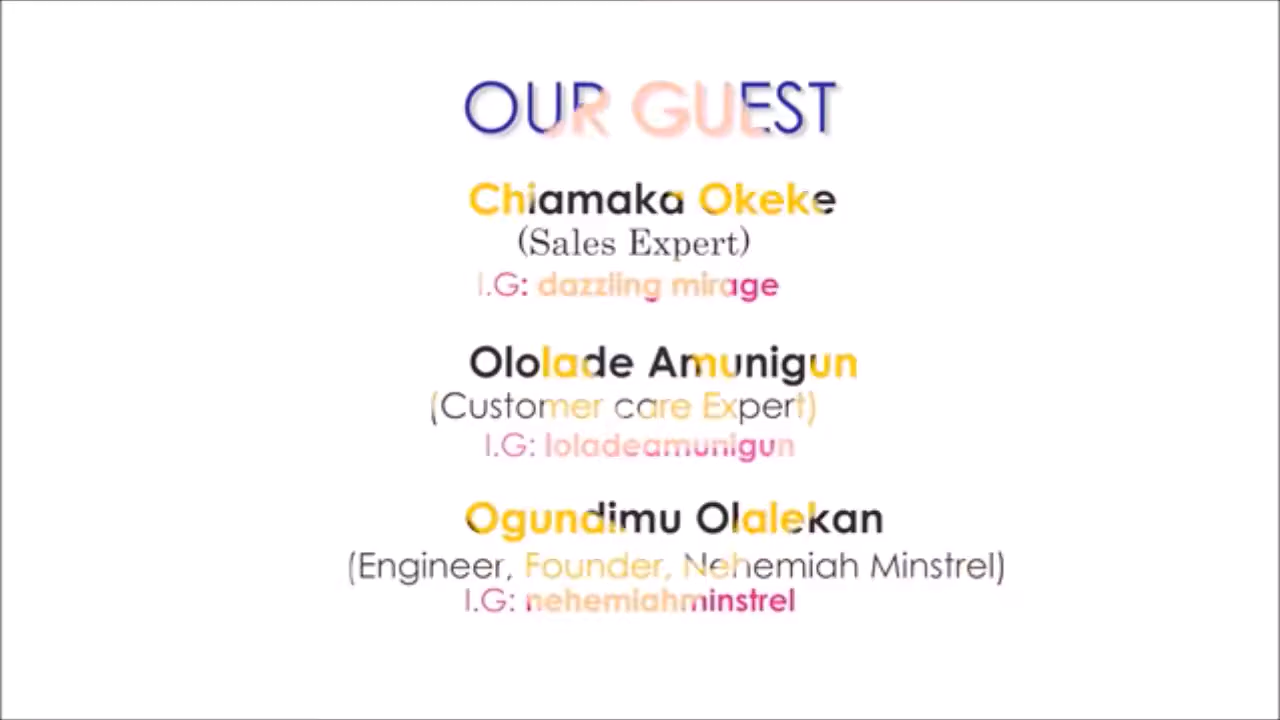 OUR GUEST
Chiamaka Okeke
(Sales Expert)
I.G: dazzling mirage
Ololade Amunigun
(Customer care Expert)
I.G: loladeamunigun
Ogundimu Olalekan
(Engineer, Founder, Nehemiah Minstrel)
I.G: nehemiahminstrel